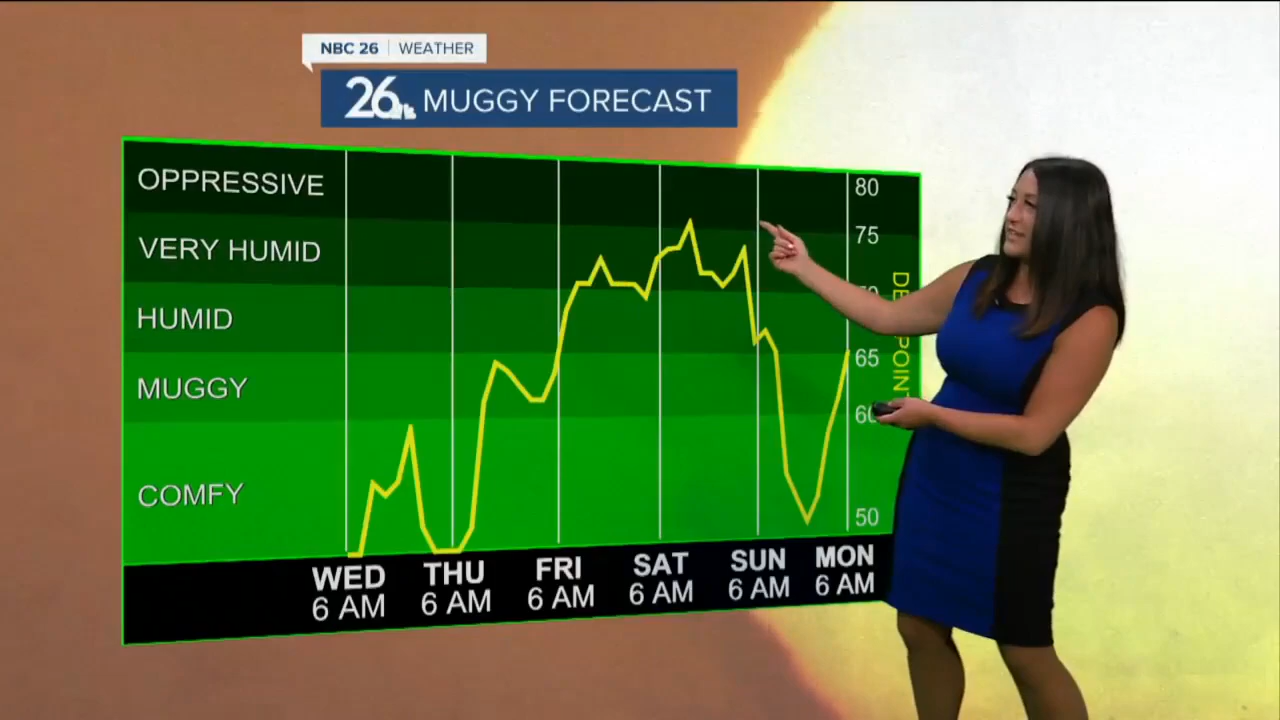 NBC 26 | WEATHER
26 MUGGY FORECAST
OPPRESSIVE
VERY HUMID
HUMID
MUGGY
COMFY
80
75
65
60
50
WED THU FRI SAT SUN MON
6 AM 6 AM 6 AM 6 AM 6 AM 6 AM